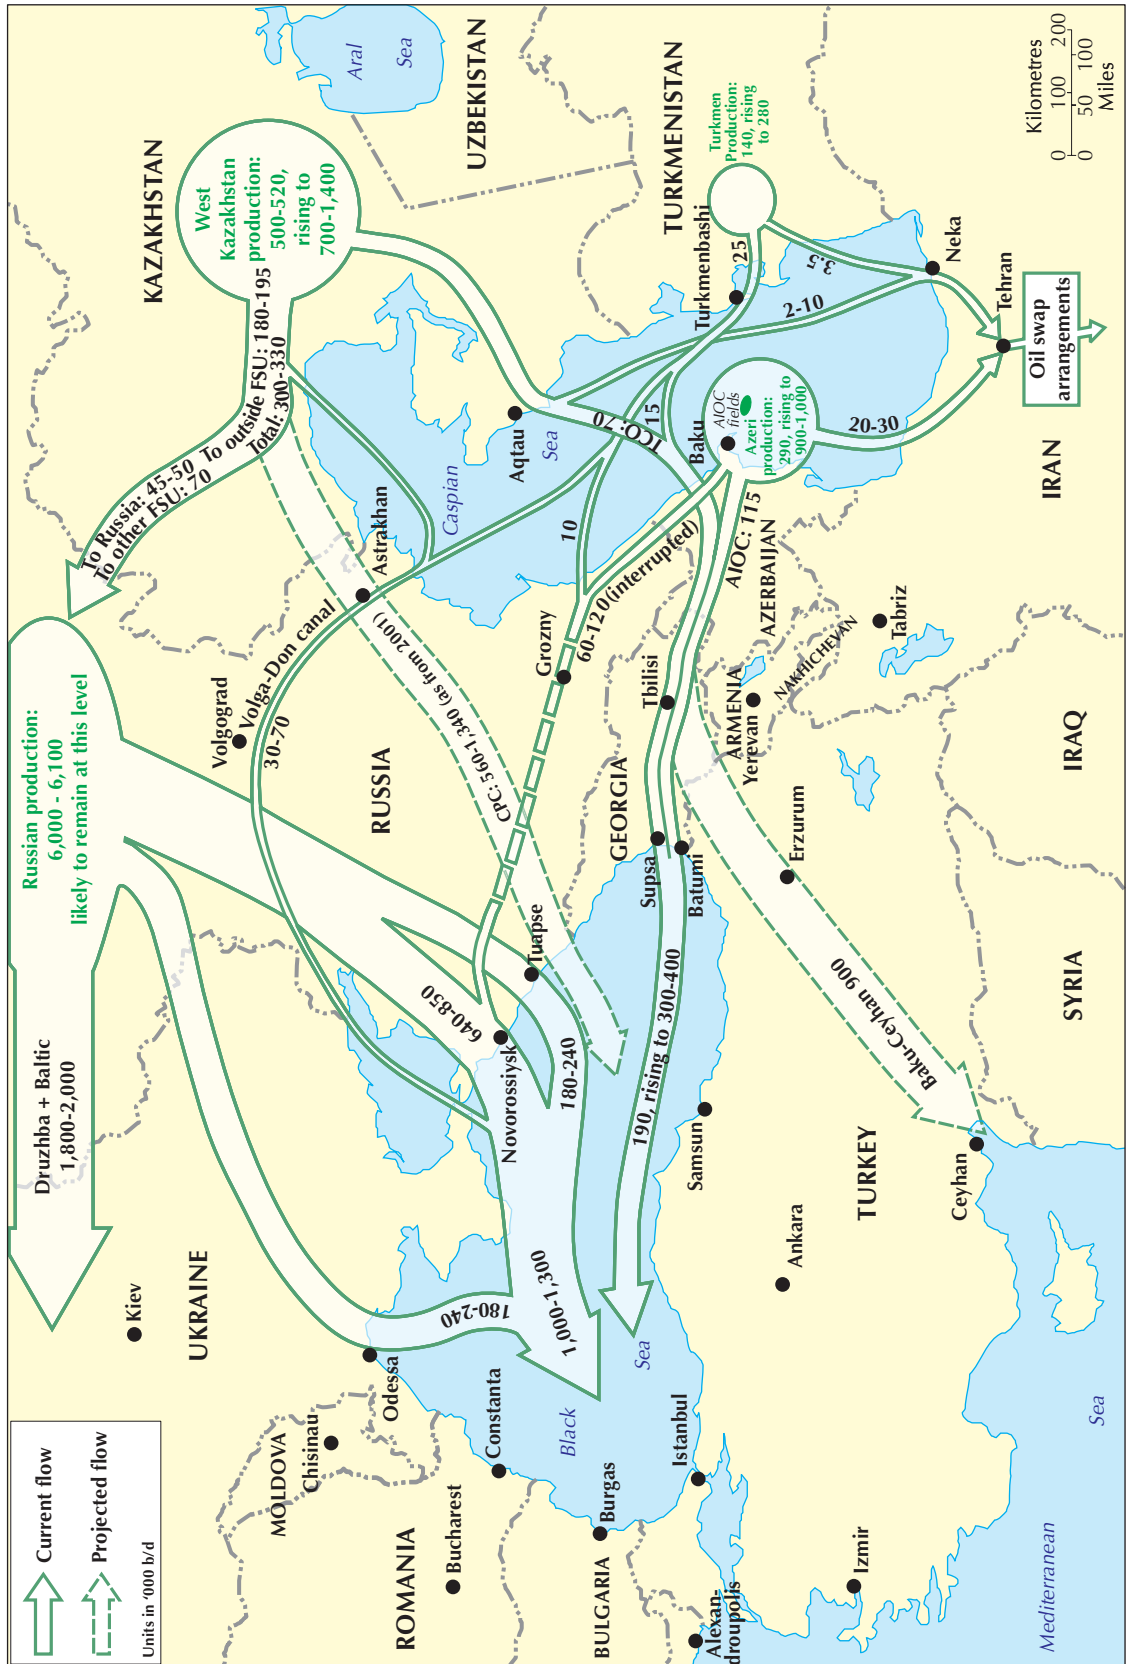 Current flow
Projected flow
Units in '000 b/d
Druzhba + Baltic
1,800-2,000
Russian production:
6,000 - 6,100
likely to remain at this level
To Russia: 45-50
To other FSU: 70
To outside FSU: 180-195
Total: 300-330
West
Kazakhstan
production:
500-520,
rising to
700-1,400
KAZAKHSTAN
Aral
Sea
UZBEKISTAN
Kiev
UKRAINE
MOLDOVA
Chisinau
Odessa
180-240
Volgograd
Volga-Don canal
30-70
Astrakhan
RUSSIA
CPC: 560-1,340 (as from 2001)
Caspian
Sea
Aqtau
TCO:70
ROMANIA
Bucharest
Constanta
Novorossiysk
640-850
Tuapse
180-240
1,000-1,300
Black
Sea
Grozny
60-120(interrupted)
10
15
2-10
25
3.5
TURKMENISTAN
Turkmenbashi
Turkmen
Production:
140, rising
to 280
BULGARIA
Burgas
Istanbul
Alexan-
droupolis
190, rising to 300-400
Samsun
GEORGIA
Supsa
Batumi
Tbilisi
AIOC: 115
Baku
AIOC
fields
Azeri
production:
290, rising to
900-1,000
AZERBAIJAN
ARMENIA
Yerevan
NAKHICHEVAN
Tabriz
20-30
Neka
Tehran
Oil swap
arrangements
IRAN
Izmir
Ankara
TURKEY
Erzurum
Baku-Ceyhan 900
Ceyhan
Mediterranean
Sea
SYRIA
IRAQ
Kilometres
0 100 200
0 50 100
Miles